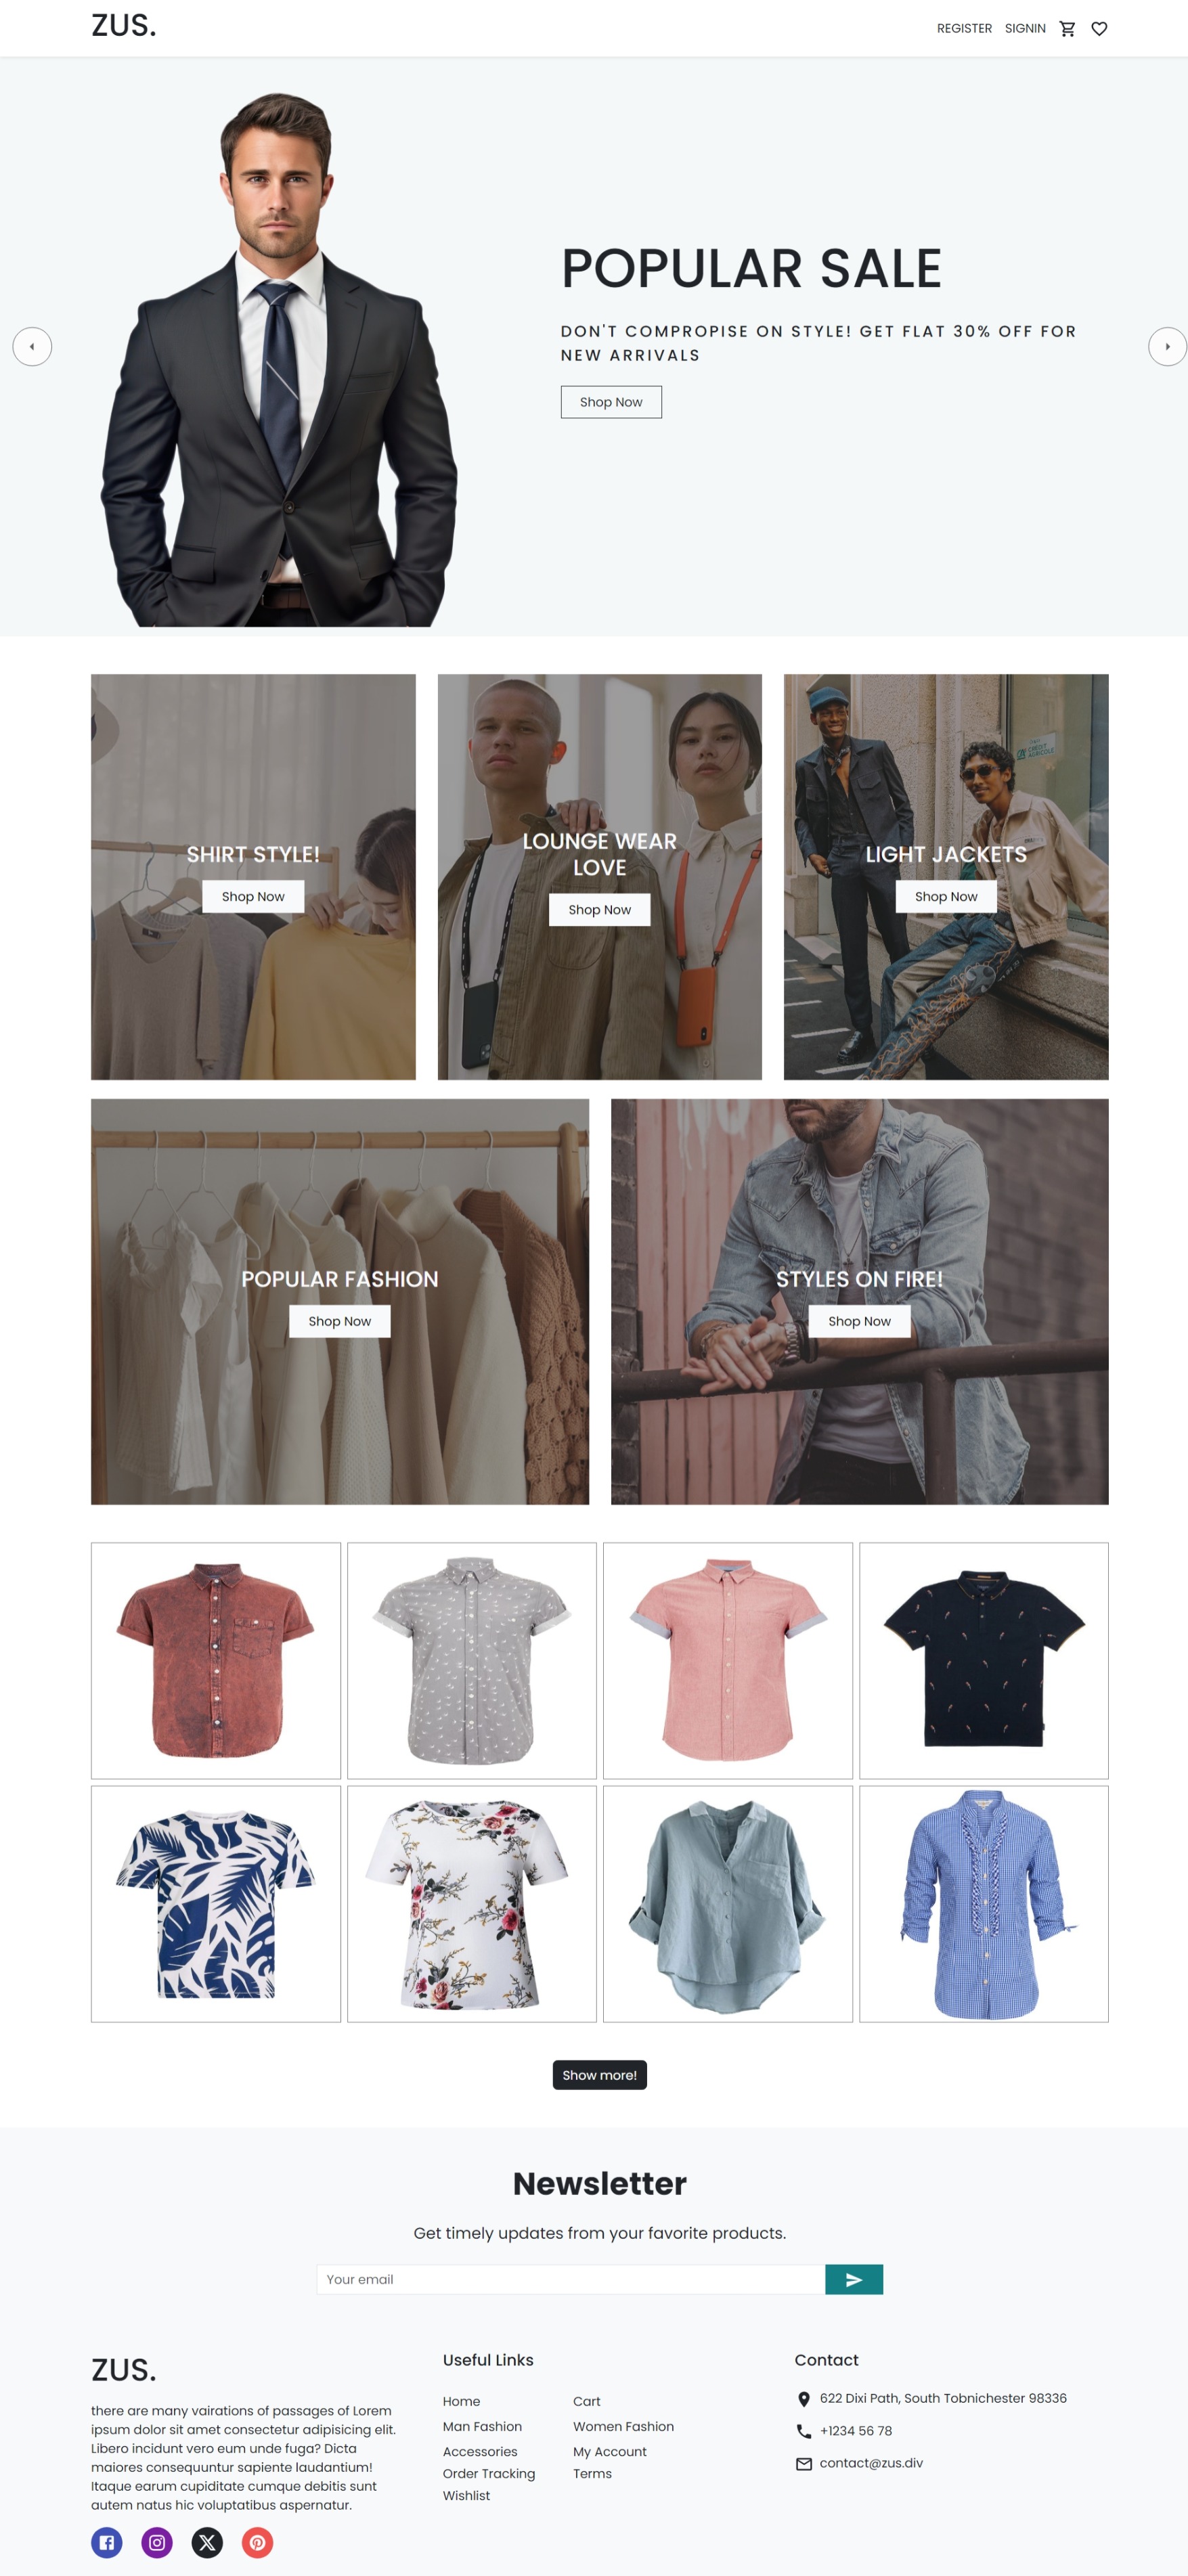 ZUS.
REGISTER SIGNIN
POPULAR SALE
DON'T COMPROPISE ON STYLE! GET FLAT 30% OFF FOR
NEW ARRIVALS
Shop Now
SHIRT STYLE!
Shop Now
LOUNGE WEAR
LOVE
Shop Now
CRÉDIT
AGRICOLE
LIGHT JACKETS
Shop Now
POPULAR FASHION
Shop Now
STYLES ON FIRE!
Shop Now
Show more!
Newsletter
Get timely updates from your favorite products.
Your email
ZUS.
there are many vairations of passages of Lorem
ipsum dolor sit amet consectetur adipisicing elit.
Libero incidunt vero eum unde fuga? Dicta
maiores consequuntur sapiente laudantium!
Itaque earum cupiditate cumque debitis sunt
autem natus hic voluptatibus aspernatur.
Useful Links
Home
Man Fashion
Accessories
Order Tracking
Wishlist
Cart
Women Fashion
My Account
Terms
Contact
622 Dixi Path, South Tobnichester 98336
+1234 56 78
contact@zus.div